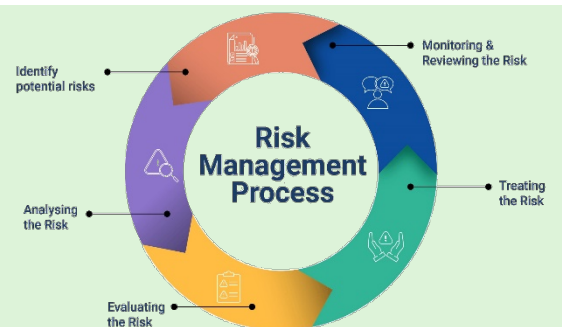 Identify
potential risks
Monitoring &
Reviewing the Risk
Risk
Management
Process
Analysing
the Risk
Treating
the Risk
Evaluating
the Risk